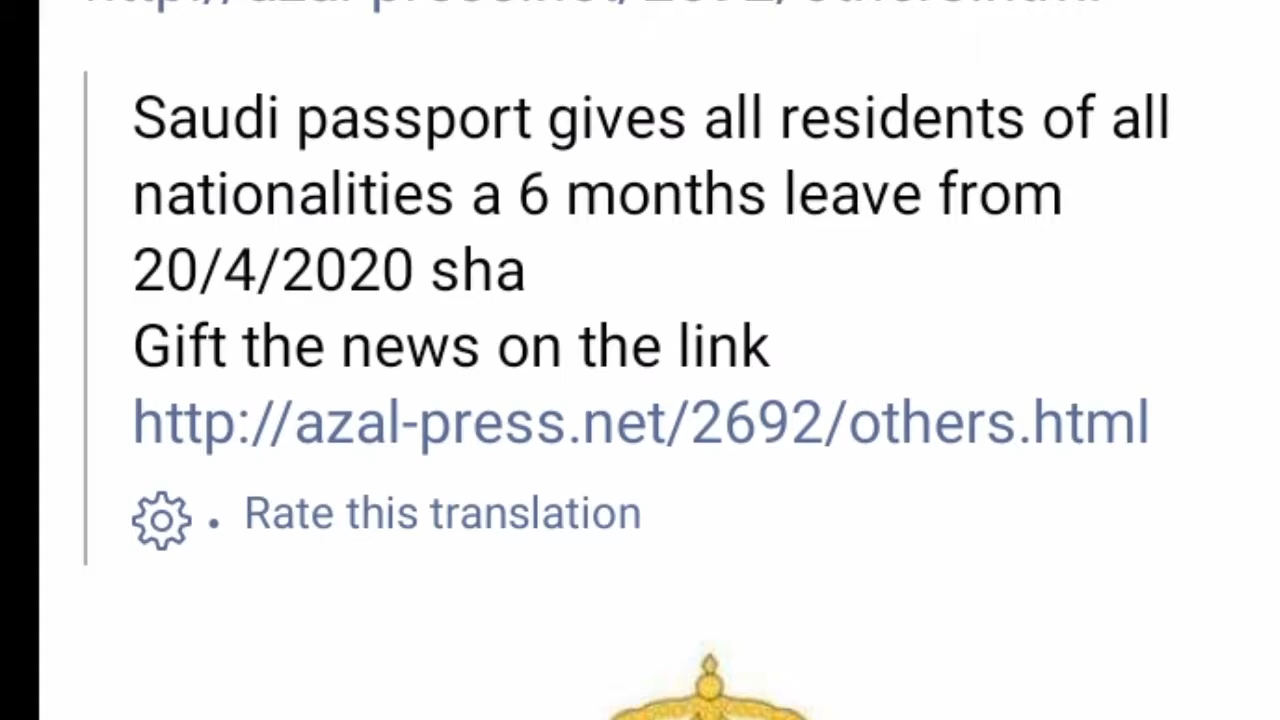 Saudi passport gives all residents of all
nationalities a 6 months leave from
20/4/2020 sha
Gift the news on the link
http://azal-press.net/2692/others.html
. Rate this translation